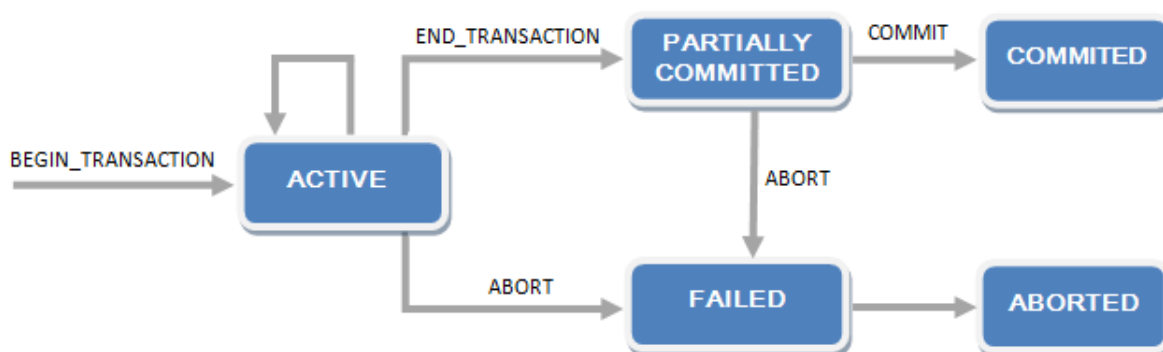 END_TRANSACTION
PARTIALLY
COMMITTED
COMMIT
COMMITED
BEGIN_TRANSACTION
ACTIVE
ABORT
ABORT
FAILED
ABORTED